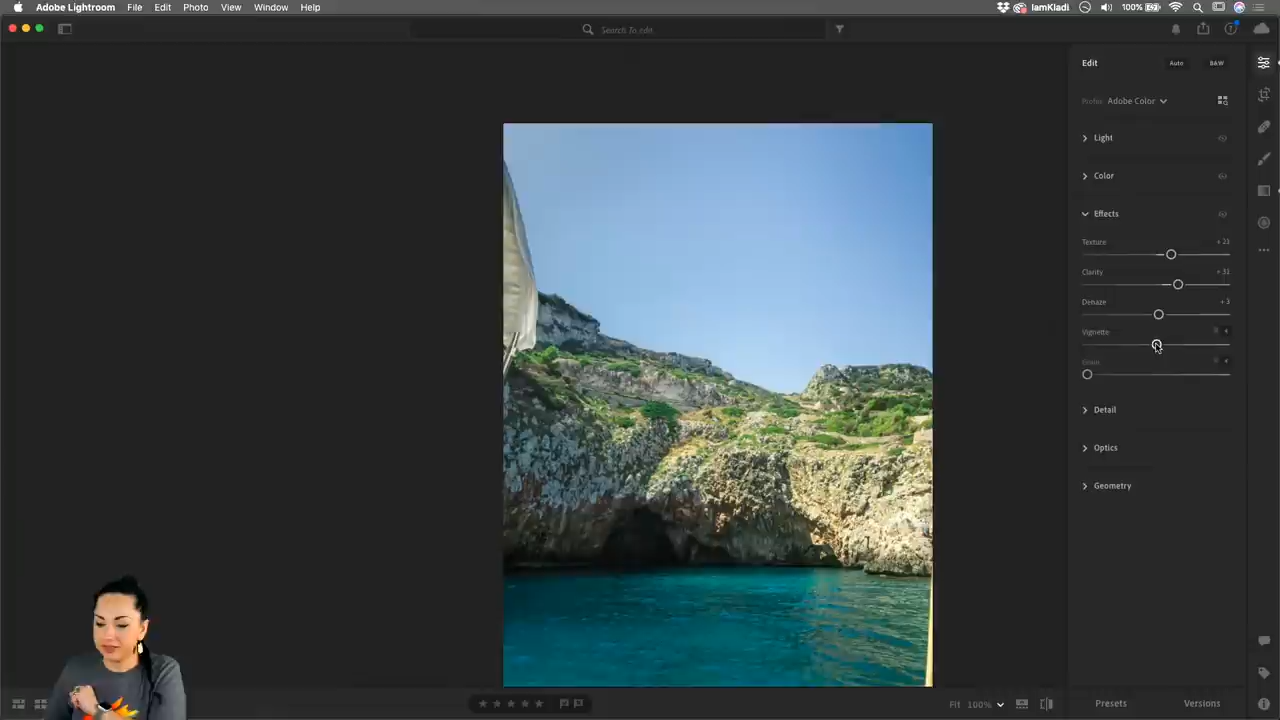 Adobe Lightroom File Edit Photo View Window Help IamKladi 100%
Search To edit.
Edit Auto B&W
Profile Adobe Color
Light
Color
Effects
Texture + 23
Clarity + 31
Dehaze + 3
Vignette
Grain
Detail
Optics
Geometry
Fit 100% Presets Versions